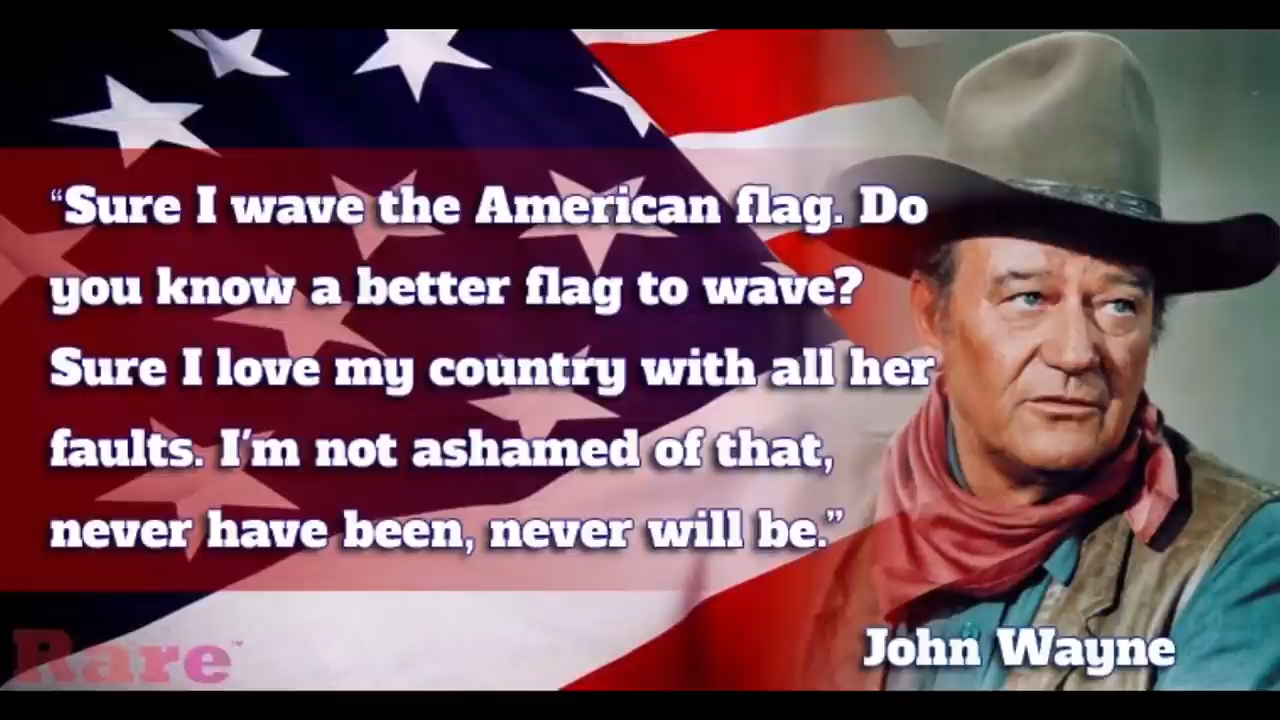 “Sure I wave the American flag. Do
you know a better flag to wave?
Sure I love my country with all her
faults. I'm not ashamed of that,
never have been, never will be.”
John Wayne
Rare™